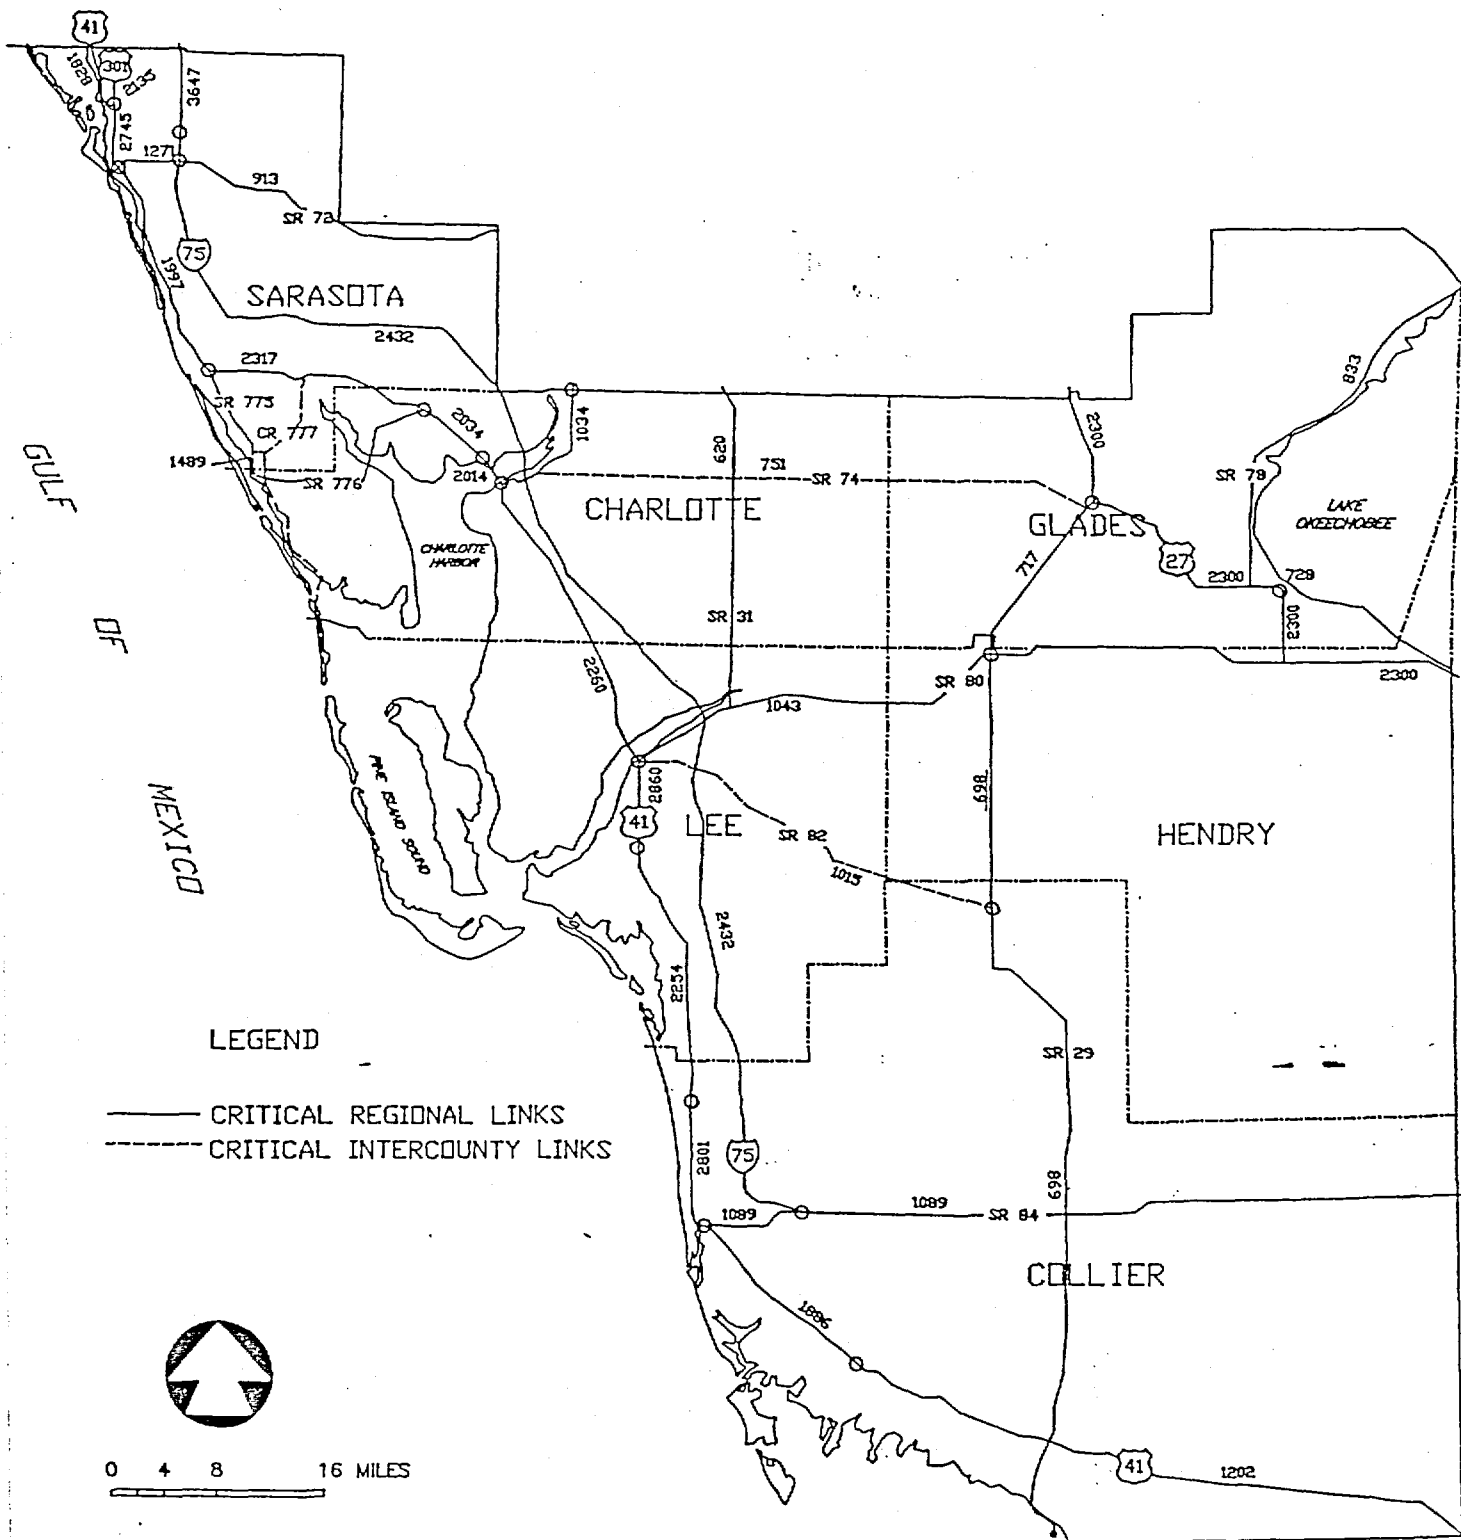 41
301
1828
2135
3647
2745
127
913
SR 72
75
1997
SARASOTA
2432
2317
SR 775
CR 777
1489
SR 776
2034
2014
1034
620
751
SR 74
2300
833
SR 78
CHARLOTTE
GLADES
LAKE
OKEECHOBEE
CHARLOTTE
HARBOR
717
27
2300
729
2300
GULF
OF
MEXICO
SR 31
2260
SR 80
1043
2300
PINE ISLAND SOUND
2860
41
LEE
SR 82
1015
698
HENDRY
2432
2254
SR 29
LEGEND
CRITICAL REGIONAL LINKS
CRITICAL INTERCOUNTY LINKS
2801
75
698
1089
1089
SR 84
COLLIER
1886
41
1202
0 4 8 16 MILES